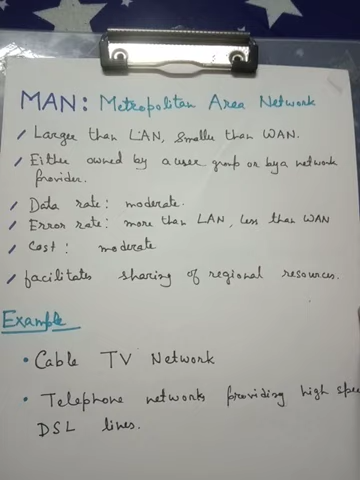 MAN: Metropolitan Area Network
Larger than LAN, smaller than WAN.
Either owned by a user group or by a network
provider.
Data rate: moderate.
Error rate: more than LAN, less than WAN
Cost: moderate
facilitates sharing of regional resources.
Example
• Cable TV Network
• Telephone networks providing high spe
DSL lines.